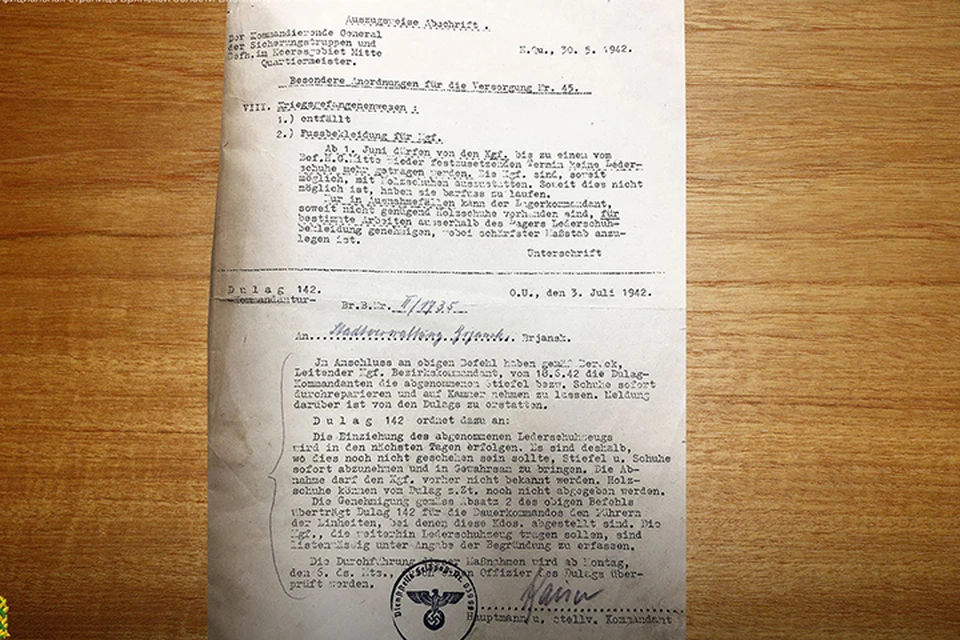 Auszugsweise Abschrift.
Der Kommandierende General
der Sicherungstruppen und
Befh. im Heeresgebiet Mitte
Quartiermeister.
H.Qu., 30. 5. 1942.
Besondere Anordnungen für die Versorgung Nr. 45.
VIII. Kriegsgefangenenwesen :
1.) entfällt
2.) Fussbekleidung für Kgf.
Ab 1. Juni dürfen von den Kgf. bis zu einem vom
Bef.H.G.Mitte wieder festzusetzenden Termin keine Leder-
schuhe mehr getragen werden. Die Kgf. sind, soweit
möglich, mit Holzschuhen auszustatten. Soweit dies nicht
möglich ist, haben sie barfuss zu laufen.
Nur in Ausnahmefällen kann der Lagerkommandant,
soweit nicht genügend Holzschuhe vorhanden sind, für
bestimmte Arbeiten ausserhalb des Lagers Lederschuh-
bekleidung genehmigen, wobei schärfster Maßstab anzu-
legen ist.
Unterschrift
Dulag 142.
-Kommandantur-
O.U., den 3. Juli 1942.
Br.B.Nr. II/1735
An Stadtverwaltung Brjansk. Brjansk.
Jn Anschluss an obigen Befehl haben gemäß
Leitender Kgf. Bezirkskommandant, vom 18.6.42 die Dulag-
Kommandanten die abgenommenen Stiefel bezw. Schuhe sofort
durchreparieren und auf Kammer nehmen zu lassen. Meldung
darüber ist von den Dulags zu erstatten.
Dulag 142 ordnet dazu an:
Die Einziehung des abgenommenen Lederschuhzeugs
wird in den nächsten Tagen erfolgen. Es sind deshalb,
wo dies noch nicht geschehen sein sollte, Stiefel u. Schuhe
sofort abzunehmen und in Gewahrsam zu bringen. Die Ab-
nahme darf den Kgf. vorher nicht bekannt werden. Holz-
schuhe können vom Dulag z.Zt. noch nicht abgegeben werden.
Die Genehmigung gemäss Absatz 2 des obigen Befehls
überträgt Dulag 142 für die Dauerkommandos den Führern
der Einheiten, bei denen diese Kdos. abgestellt sind. Die
Kgf., die weiterhin Lederschuhzeug tragen sollen, sind
listenmässig unter Angabe der Begründung zu erfassen.
Die Durchführung dieser Maßnahmen wird ab Montag,
den 6. ds. Mts., einen Offizier des Dulags über-
prüft werden.
Dienststelle Feldpost-Nr.
Hauptmann u. stellv. Kommandant